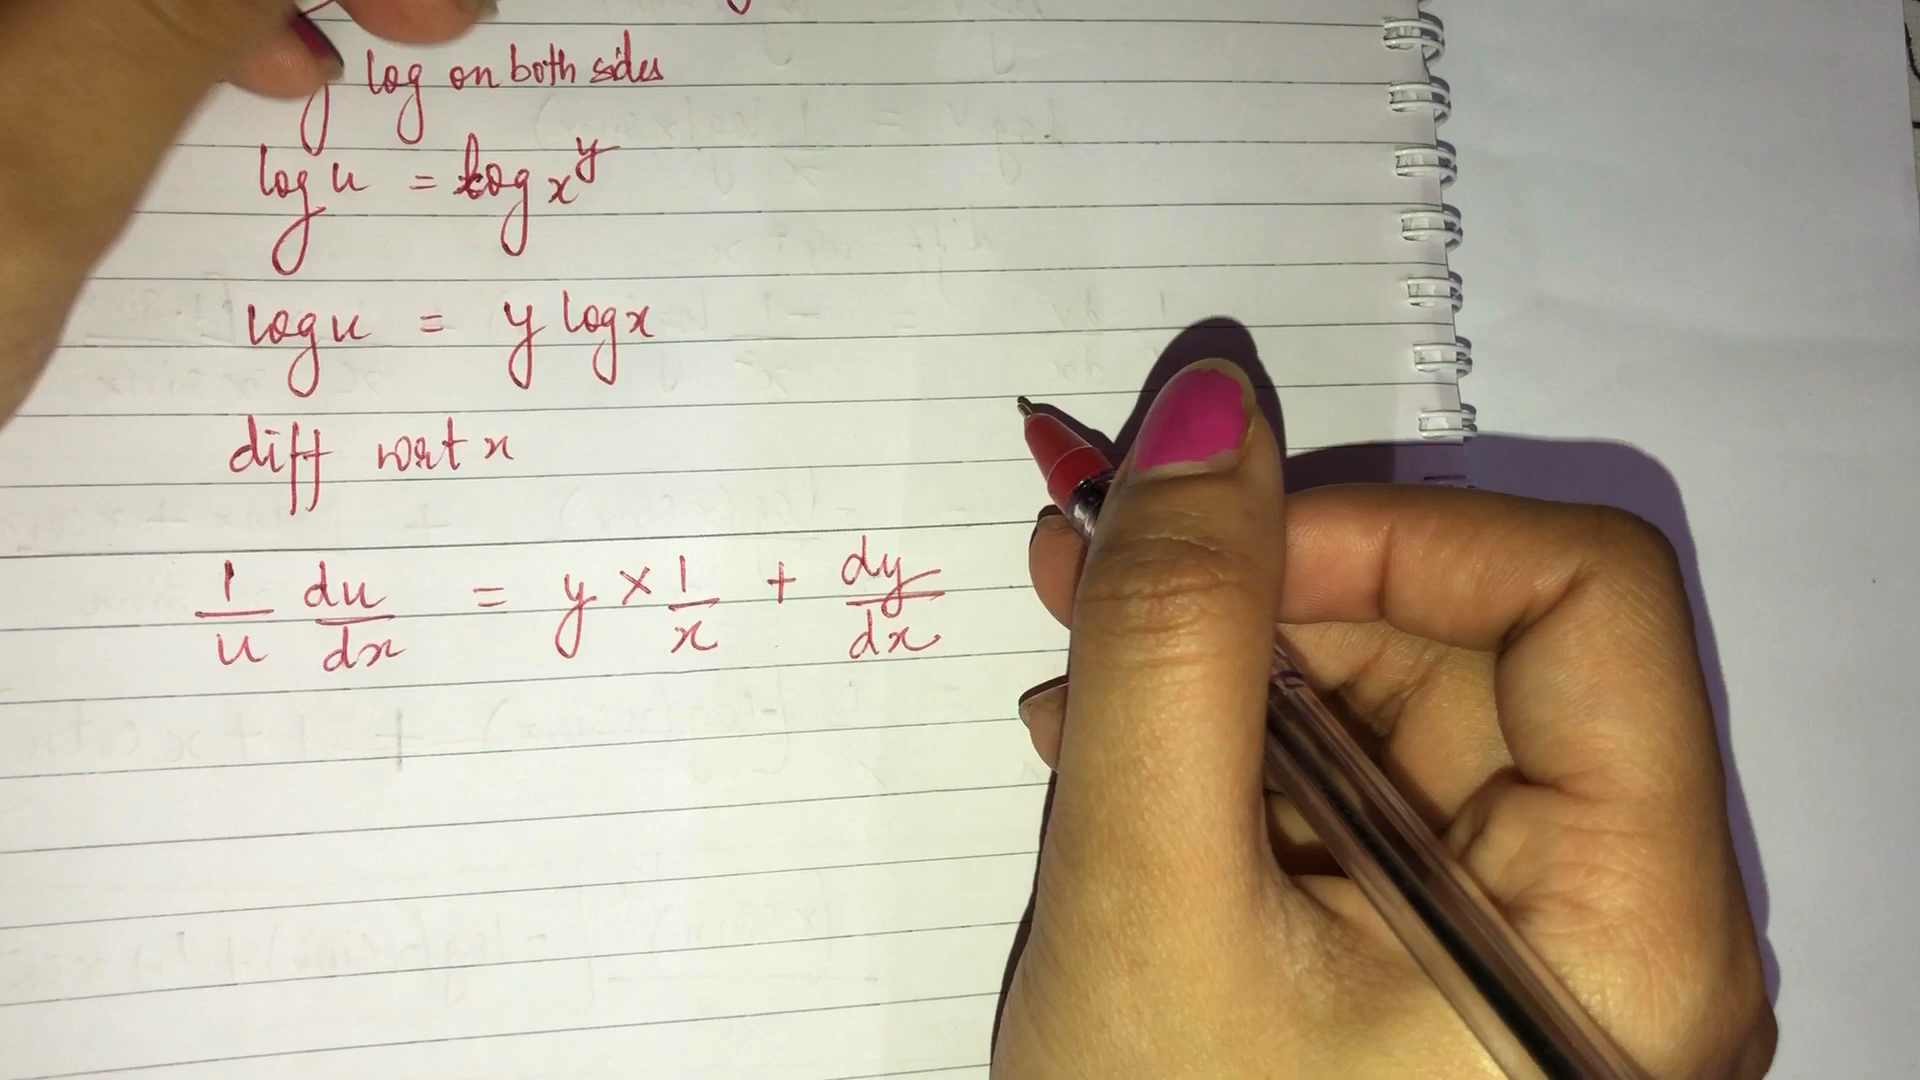 log on both sides
log u = log x^y
log u = y log x
diff wrt x
1/u du/dx = y × 1/x + dy/dx